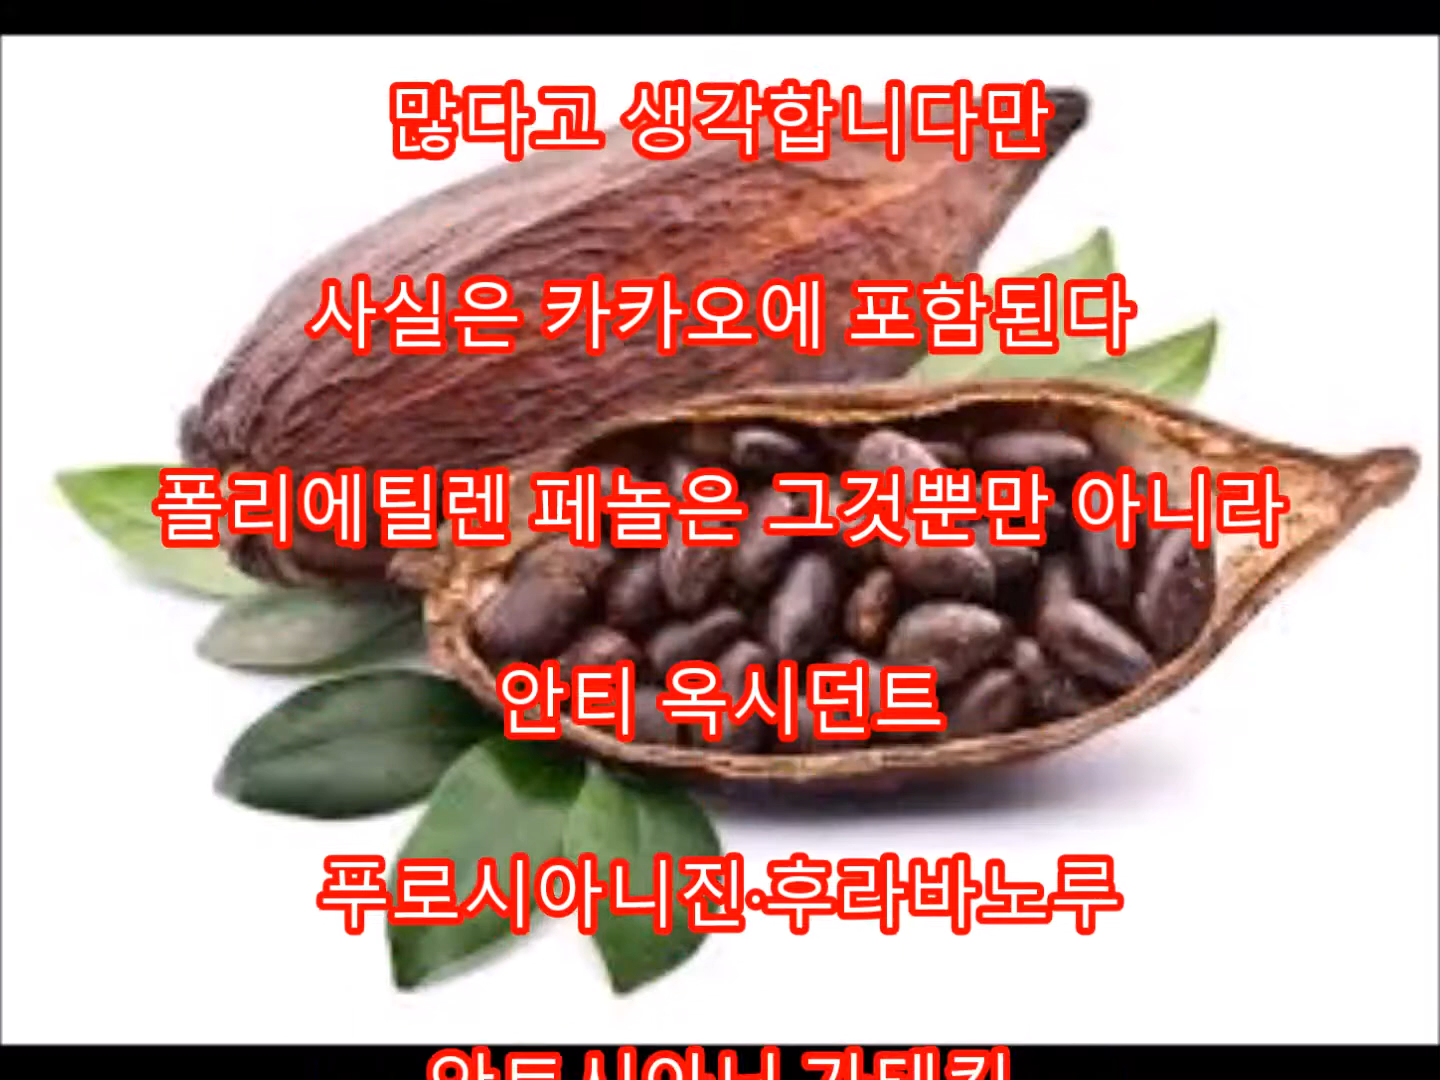 많다고 생각합니다만
사실은 카카오에 포함된다
폴리에틸렌 페놀은 그것뿐만 아니라
안티 옥시던트
푸로시아니진·후라바노루